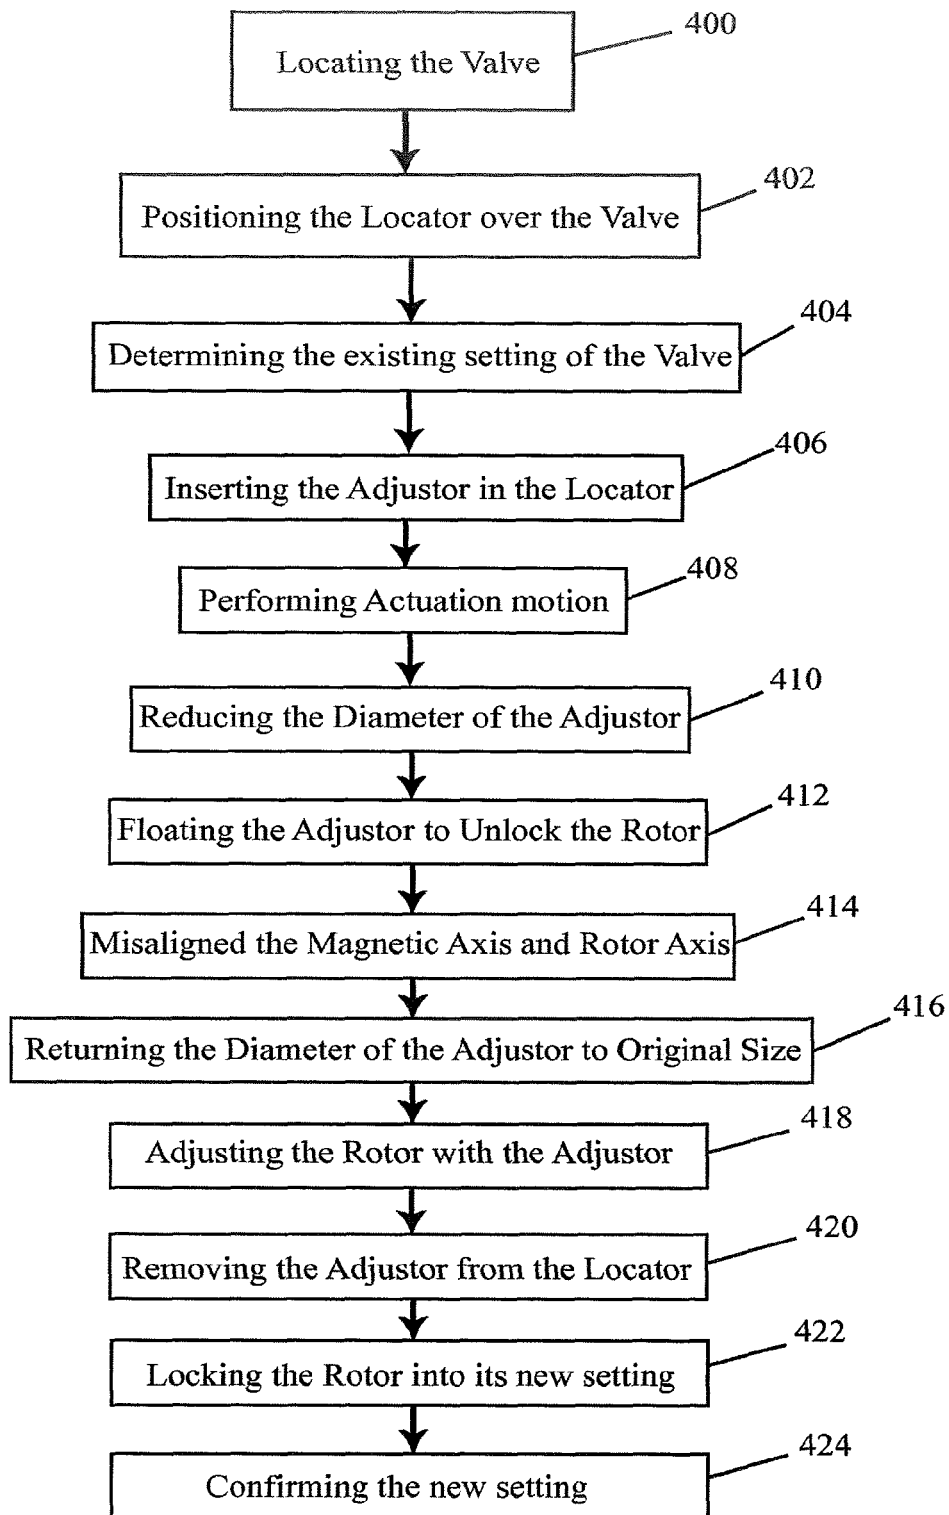 400
Locating the Valve
402
Positioning the Locator over the Valve
404
Determining the existing setting of the Valve
406
Inserting the Adjustor in the Locator
408
Performing Actuation motion
410
Reducing the Diameter of the Adjustor
412
Floating the Adjustor to Unlock the Rotor
414
Misaligned the Magnetic Axis and Rotor Axis
416
Returning the Diameter of the Adjustor to Original Size
418
Adjusting the Rotor with the Adjustor
420
Removing the Adjustor from the Locator
422
Locking the Rotor into its new setting
424
Confirming the new setting